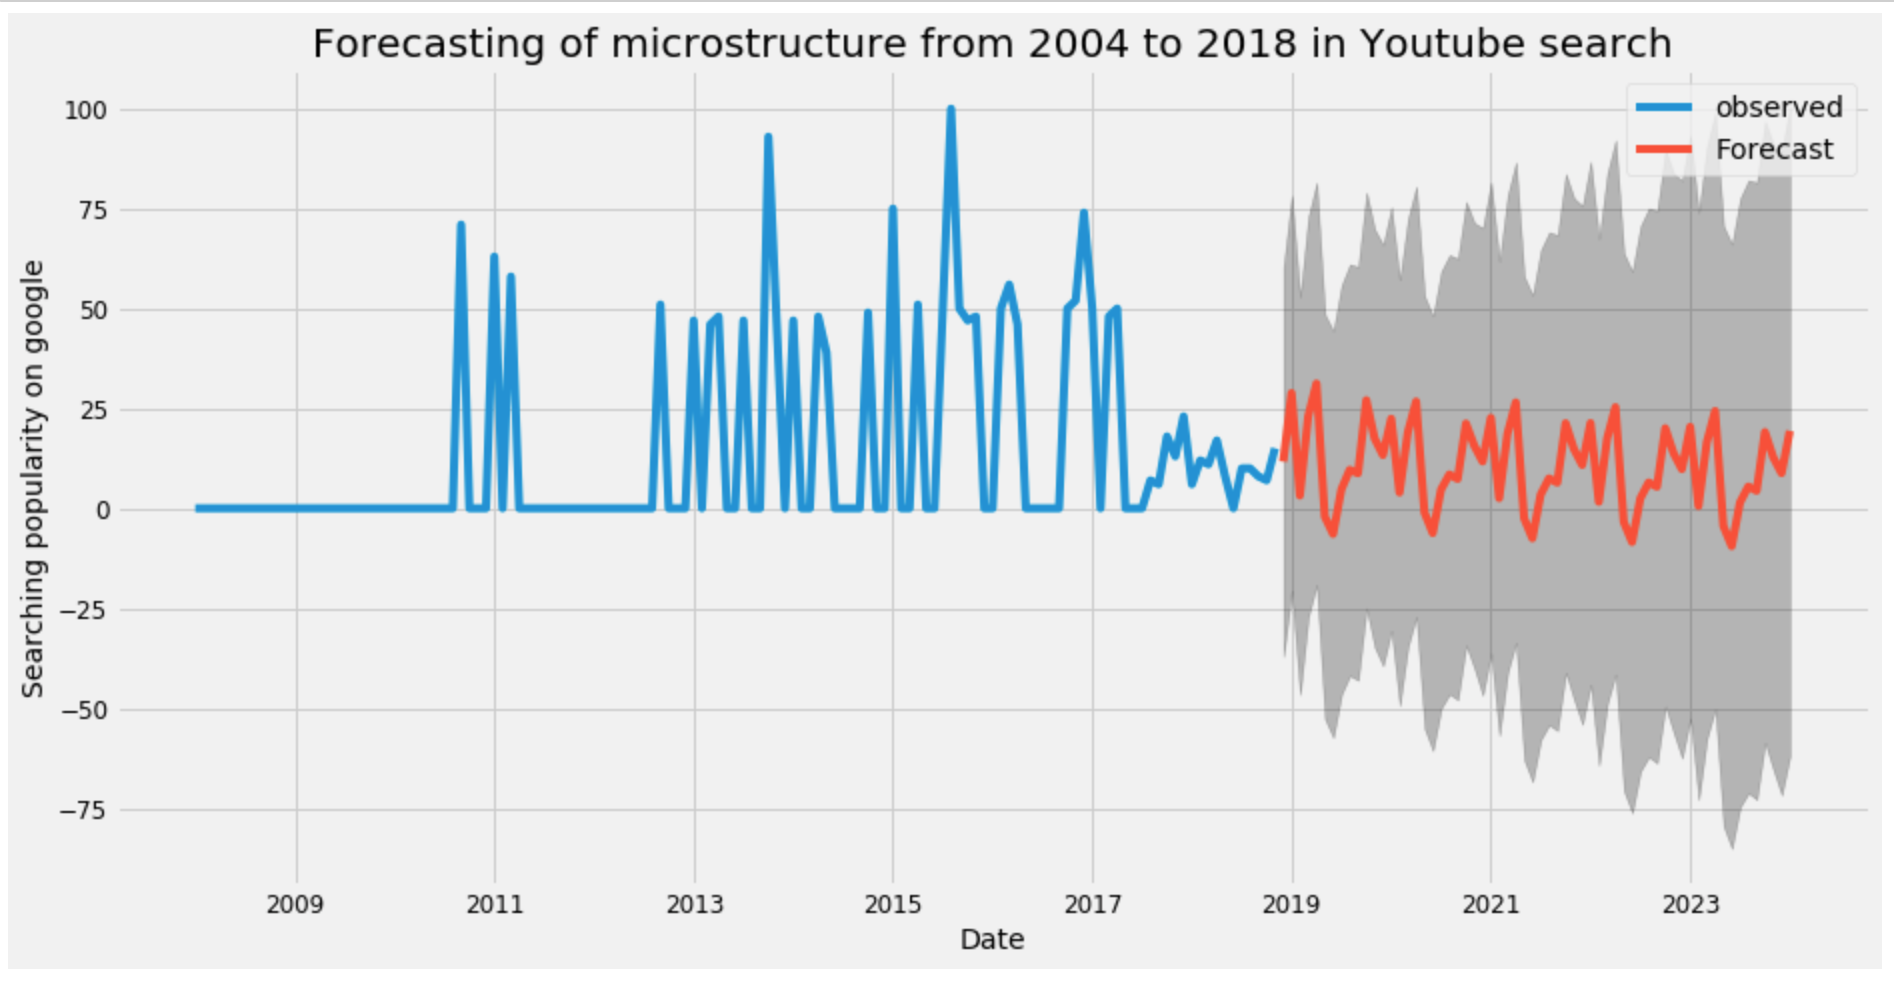 Forecasting of microstructure from 2004 to 2018 in Youtube search
observed
Forecast
Searching popularity on google
100
75
50
25
0
−25
−50
−75
2009 2011 2013 2015 2017 2019 2021 2023
Date